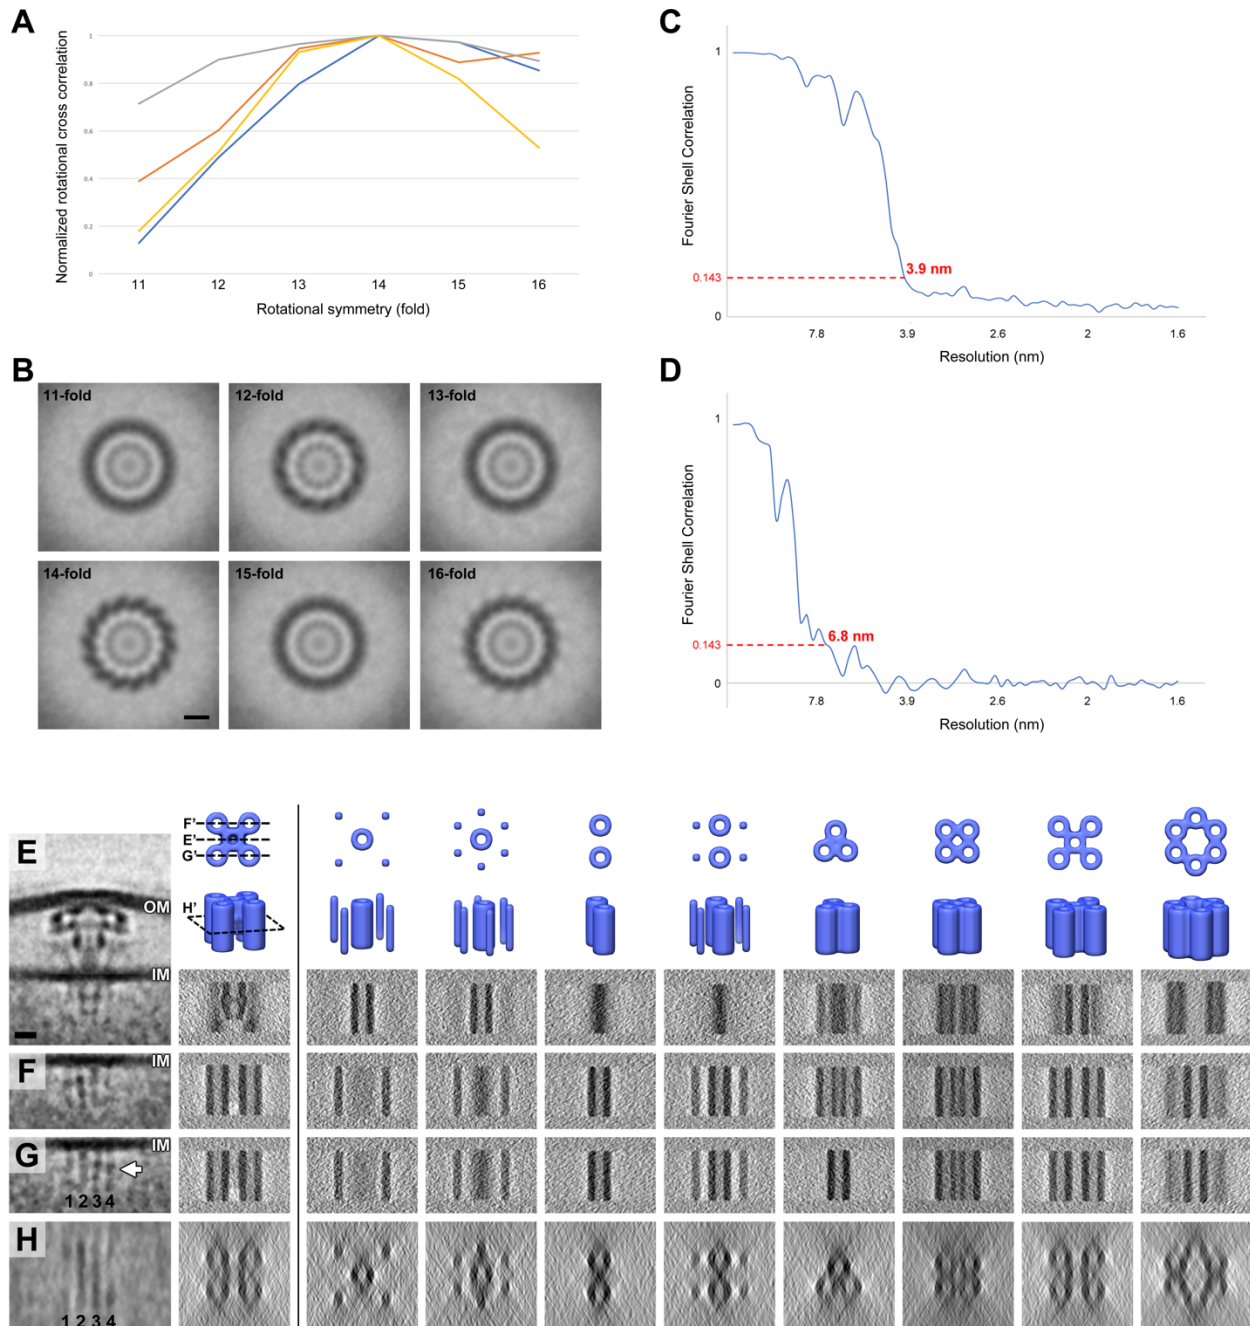 A
Normalized rotational cross correlation
1
0.8
0.6
0.4
0.2
0
11 12 13 14 15 16
Rotational symmetry (fold)
B
11-fold 12-fold 13-fold
14-fold 15-fold 16-fold
C
Fourier Shell Correlation
1
0.143
3.9 nm
0
7.8 3.9 2.6 2 1.6
Resolution (nm)
D
Fourier Shell Correlation
1
0.143
6.8 nm
0
7.8 3.9 2.6 2 1.6
Resolution (nm)
E
OM
IM
F'
E'
G'
H'
F
IM
G
IM
1 2 3 4
H
1 2 3 4